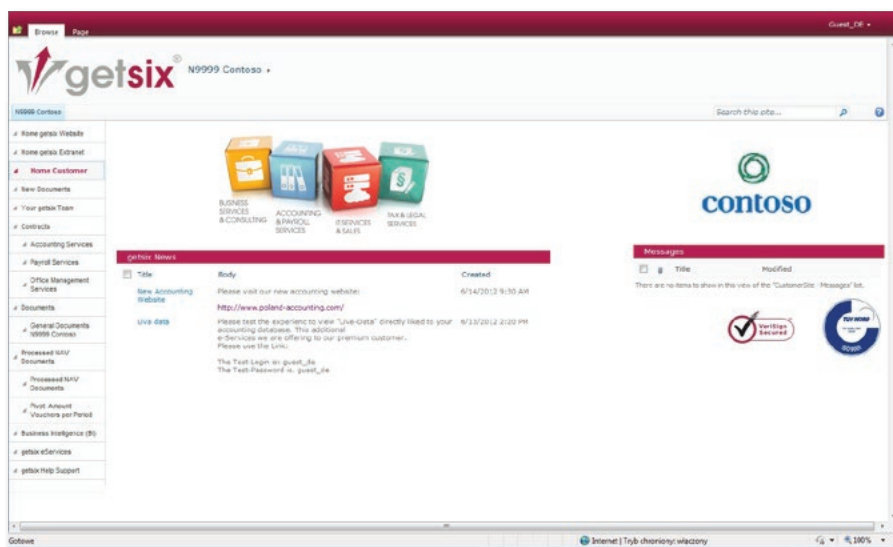 Guest_DE
Browse Page
getsix®
N9999 Contoso
N9999 Contoso
Search this site...
Home getsix Website
Home getsix Extranet
Home Customer
New Documents
Your getsix Team
Contracts
Accounting Services
Payroll Services
Office Management
Services
Documents
General Documents
N9999 Contoso
Processed NAV
Documents
Processed NAV
Documents
Pivot Amount
Vouchers per Period
Business Intelligence (BI)
getsix eServices
getsix Help Support
BUSINESS
SERVICES
& CONSULTING
ACCOUNTING
& PAYROLL
SERVICES
IT SERVICES
& SALES
TAX & LEGAL
SERVICES
contoso
getsix News
Title Body Created
New Accounting
Website
Please visit our new accounting website:
http://www.poland-accounting.com/
6/14/2012 9:30 AM
Live data
Please test the experienc to view "Live-Data" directly liked to your
accounting database. This additional
e-Services we are offering to our premium customer.
Please use the Link:
The Test-Login is: guest_de
The Test-Password is: guest_de
6/13/2012 2:20 PM
Messages
Title Modified
There are no items to show in this view of the "CustomerSite - Messages" list.
VeriSign
Secured
Gotowe
Internet | Tryb chroniony: włączony
100%